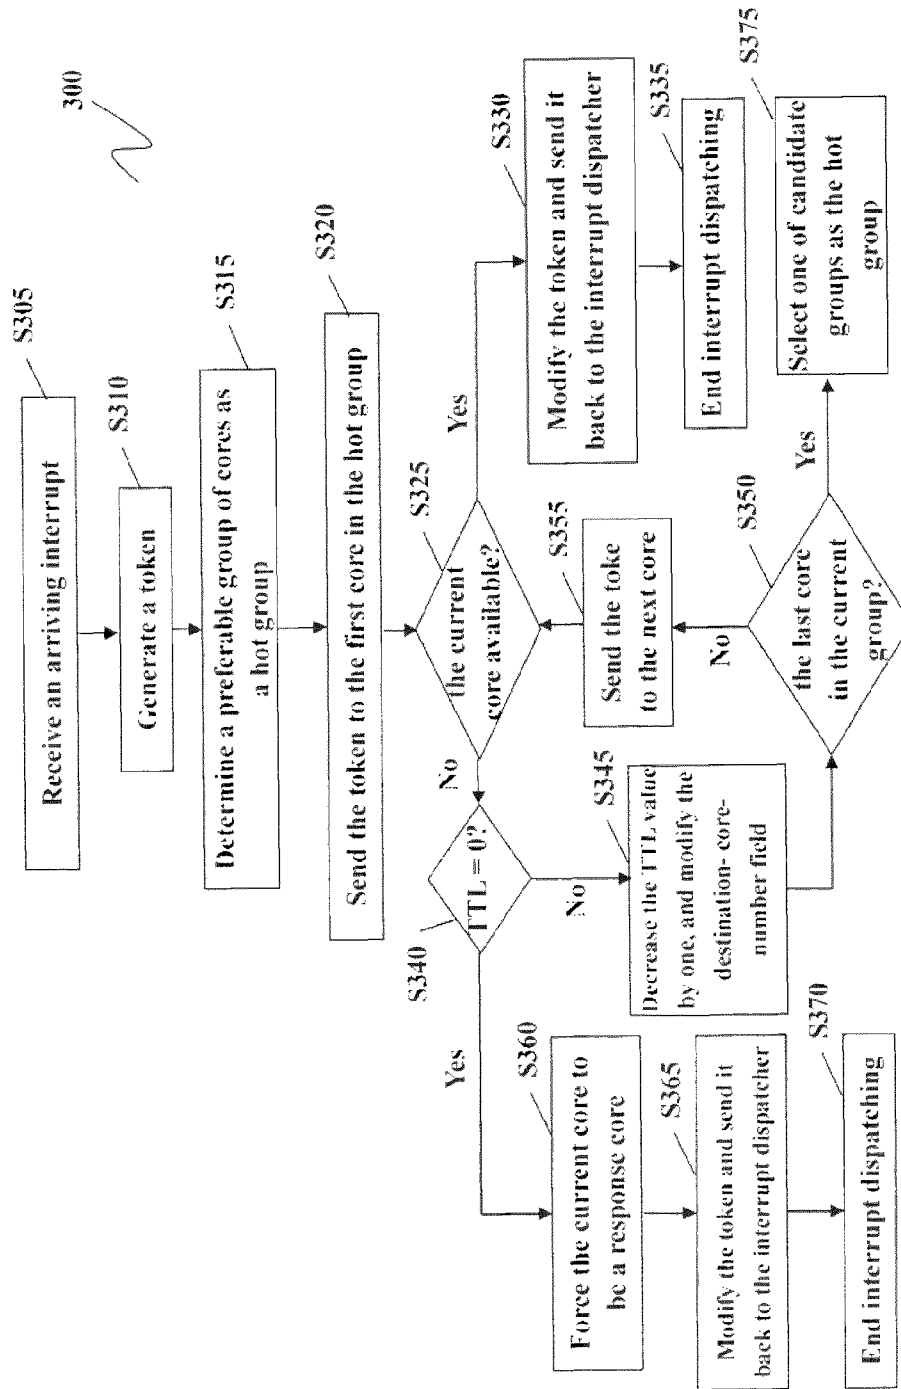 300
S305
Receive an arriving interrupt
S310
Generate a token
S315
Determine a preferable group of cores as
a hot group
S320
Send the token to the first core in the hot group
S325
the current
core available?
Yes
No
S330
Modify the token and send it
back to the interrupt dispatcher
S335
End interrupt dispatching
S340
TTL = 0?
Yes
No
S345
Decrease the TTL value
by one, and modify the
destination- core-
number field
S350
the last core
in the current
group?
No
Yes
S355
Send the toke
to the next core
S375
Select one of candidate
groups as the hot
group
S360
Force the current core to
be a response core
S365
Modify the token and send it
back to the interrupt dispatcher
S370
End interrupt dispatching